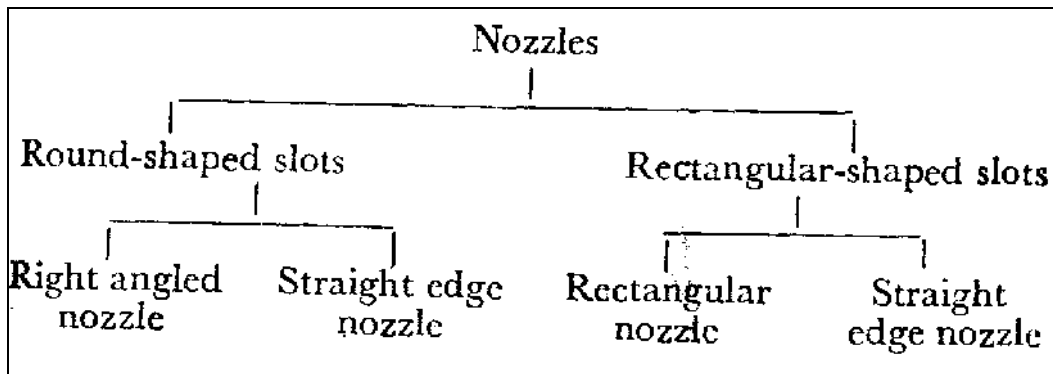 Nozzles
Round-shaped slots
Rectangular-shaped slots
Right angled
nozzle
Straight edge
nozzle
Rectangular
nozzle
Straight
edge nozzle